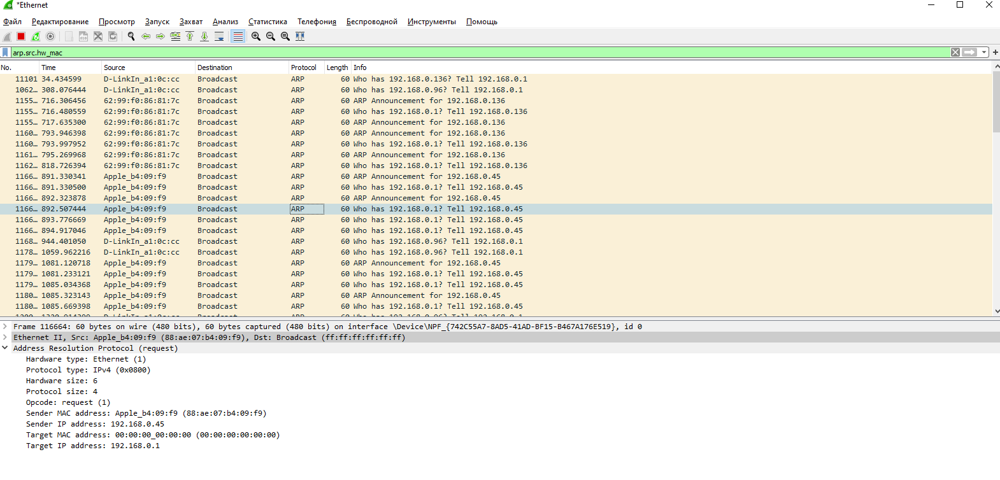 *Ethernet
Файл Редактирование Просмотр Запуск Захват Анализ Статистика Телефония Беспроводной Инструменты Помощь
arp.src.hw_mac
No. Time Source Destination Protocol Length Info
11101 34.434599 D-LinkIn_a1:0c:cc Broadcast ARP 60 Who has 192.168.0.136? Tell 192.168.0.1
1062… 308.076444 D-LinkIn_a1:0c:cc Broadcast ARP 60 Who has 192.168.0.96? Tell 192.168.0.1
1155… 716.306456 62:99:f0:86:81:7c Broadcast ARP 60 ARP Announcement for 192.168.0.136
1155… 716.480559 62:99:f0:86:81:7c Broadcast ARP 60 Who has 192.168.0.1? Tell 192.168.0.136
1155… 717.635300 62:99:f0:86:81:7c Broadcast ARP 60 ARP Announcement for 192.168.0.136
1160… 793.946398 62:99:f0:86:81:7c Broadcast ARP 60 ARP Announcement for 192.168.0.136
1160… 793.997952 62:99:f0:86:81:7c Broadcast ARP 60 Who has 192.168.0.1? Tell 192.168.0.136
1161… 795.269968 62:99:f0:86:81:7c Broadcast ARP 60 ARP Announcement for 192.168.0.136
1162… 818.726394 62:99:f0:86:81:7c Broadcast ARP 60 Who has 192.168.0.1? Tell 192.168.0.136
1166… 891.330341 Apple_b4:09:f9 Broadcast ARP 60 ARP Announcement for 192.168.0.45
1166… 891.330500 Apple_b4:09:f9 Broadcast ARP 60 Who has 192.168.0.1? Tell 192.168.0.45
1166… 892.323878 Apple_b4:09:f9 Broadcast ARP 60 ARP Announcement for 192.168.0.45
1166… 892.507444 Apple_b4:09:f9 Broadcast ARP 60 Who has 192.168.0.1? Tell 192.168.0.45
1166… 893.776669 Apple_b4:09:f9 Broadcast ARP 60 Who has 192.168.0.1? Tell 192.168.0.45
1166… 894.917046 Apple_b4:09:f9 Broadcast ARP 60 Who has 192.168.0.1? Tell 192.168.0.45
1168… 944.401050 D-LinkIn_a1:0c:cc Broadcast ARP 60 Who has 192.168.0.96? Tell 192.168.0.1
1178… 1059.962216 D-LinkIn_a1:0c:cc Broadcast ARP 60 Who has 192.168.0.96? Tell 192.168.0.1
1179… 1081.120718 Apple_b4:09:f9 Broadcast ARP 60 ARP Announcement for 192.168.0.45
1179… 1081.233121 Apple_b4:09:f9 Broadcast ARP 60 Who has 192.168.0.1? Tell 192.168.0.45
1179… 1085.034368 Apple_b4:09:f9 Broadcast ARP 60 Who has 192.168.0.1? Tell 192.168.0.45
1180… 1085.323143 Apple_b4:09:f9 Broadcast ARP 60 ARP Announcement for 192.168.0.45
1180… 1085.669398 Apple_b4:09:f9 Broadcast ARP 60 Who has 192.168.0.1? Tell 192.168.0.45
Frame 116664: 60 bytes on wire (480 bits), 60 bytes captured (480 bits) on interface \Device\NPF_{742C55A7-8AD5-41AD-BF15-B467A176E519}, id 0
Ethernet II, Src: Apple_b4:09:f9 (88:ae:07:b4:09:f9), Dst: Broadcast (ff:ff:ff:ff:ff:ff)
Address Resolution Protocol (request)
Hardware type: Ethernet (1)
Protocol type: IPv4 (0x0800)
Hardware size: 6
Protocol size: 4
Opcode: request (1)
Sender MAC address: Apple_b4:09:f9 (88:ae:07:b4:09:f9)
Sender IP address: 192.168.0.45
Target MAC address: 00:00:00_00:00:00 (00:00:00:00:00:00)
Target IP address: 192.168.0.1